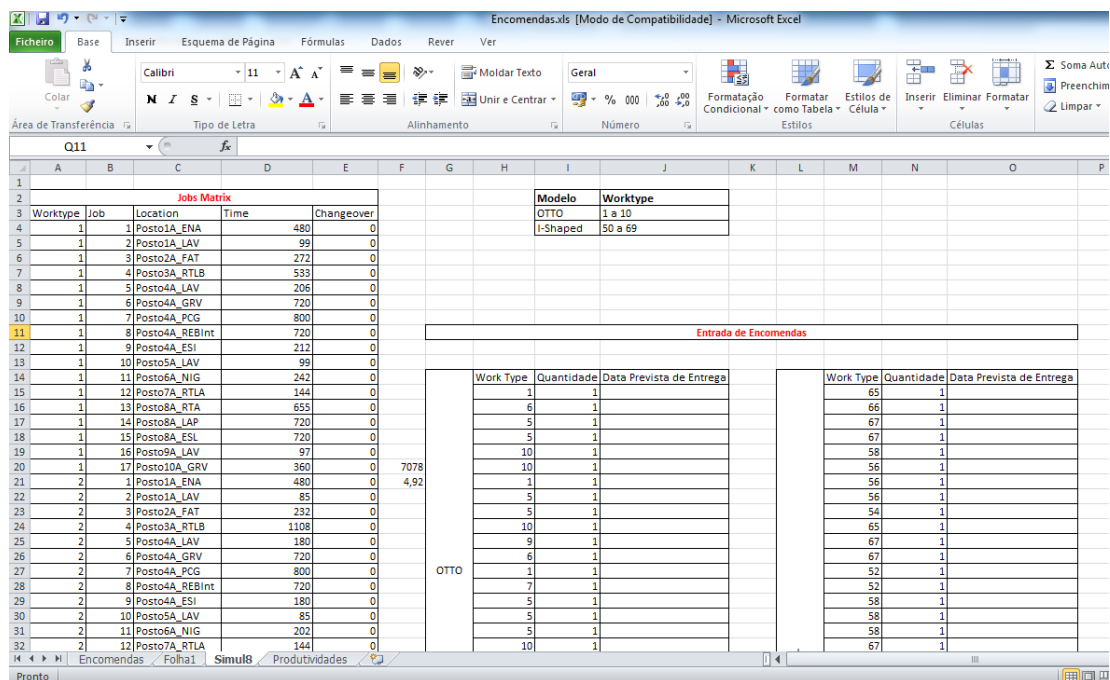 Encomendas.xls [Modo de Compatibilidade] - Microsoft Excel
Ficheiro Base Inserir Esquema de Página Fórmulas Dados Rever Ver
Colar
Calibri 11 A A
N I S
Moldar Texto
Unir e Centrar
Geral
% 000
Formatação Condicional
Formatar como Tabela
Estilos de Célula
Inserir Eliminar Formatar
Σ Soma Auto
Preenchim
Limpar
Área de Transferência Tipo de Letra Alinhamento Número Estilos Células
Q11 fx
A B C D E F G H I J K L M N O P
1
2 Jobs Matrix Modelo Worktype
3 Worktype Job Location Time Changeover OTTO 1 a 10
4 1 1 Posto1A_ENA 480 0 I-Shaped 50 a 69
5 1 2 Posto1A_LAV 99 0
6 1 3 Posto2A_FAT 272 0
7 1 4 Posto3A_RTLB 533 0
8 1 5 Posto4A_LAV 206 0
9 1 6 Posto4A_GRV 720 0
10 1 7 Posto4A_PCG 800 0
11 1 8 Posto4A_REBInt 720 0 Entrada de Encomendas
12 1 9 Posto4A_ESI 212 0
13 1 10 Posto5A_LAV 99 0
14 1 11 Posto6A_NIG 242 0 Work Type Quantidade Data Prevista de Entrega Work Type Quantidade Data Prevista de Entrega
15 1 12 Posto7A_RTLA 144 0 1 1 65 1
16 1 13 Posto8A_RTA 655 0 6 1 66 1
17 1 14 Posto8A_LAP 720 0 5 1 67 1
18 1 15 Posto8A_ESL 720 0 5 1 67 1
19 1 16 Posto9A_LAV 97 0 10 1 58 1
20 1 17 Posto10A_GRV 360 0 7078 10 1 56 1
21 2 1 Posto1A_ENA 480 0 4,92 1 1 56 1
22 2 2 Posto1A_LAV 85 0 5 1 56 1
23 2 3 Posto2A_FAT 232 0 5 1 54 1
24 2 4 Posto3A_RTLB 1108 0 10 1 65 1
25 2 5 Posto4A_LAV 180 0 9 1 67 1
26 2 6 Posto4A_GRV 720 0 6 1 67 1
27 2 7 Posto4A_PCG 800 0 OTTO 1 1 52 1
28 2 8 Posto4A_REBInt 720 0 7 1 52 1
29 2 9 Posto4A_ESI 180 0 5 1 58 1
30 2 10 Posto5A_LAV 85 0 5 1 58 1
31 2 11 Posto6A_NIG 202 0 5 1 58 1
32 2 12 Posto7A_RTLA 144 0 10 1 67 1
Encomendas Folha1 Simul8 Produtividades
Pronto